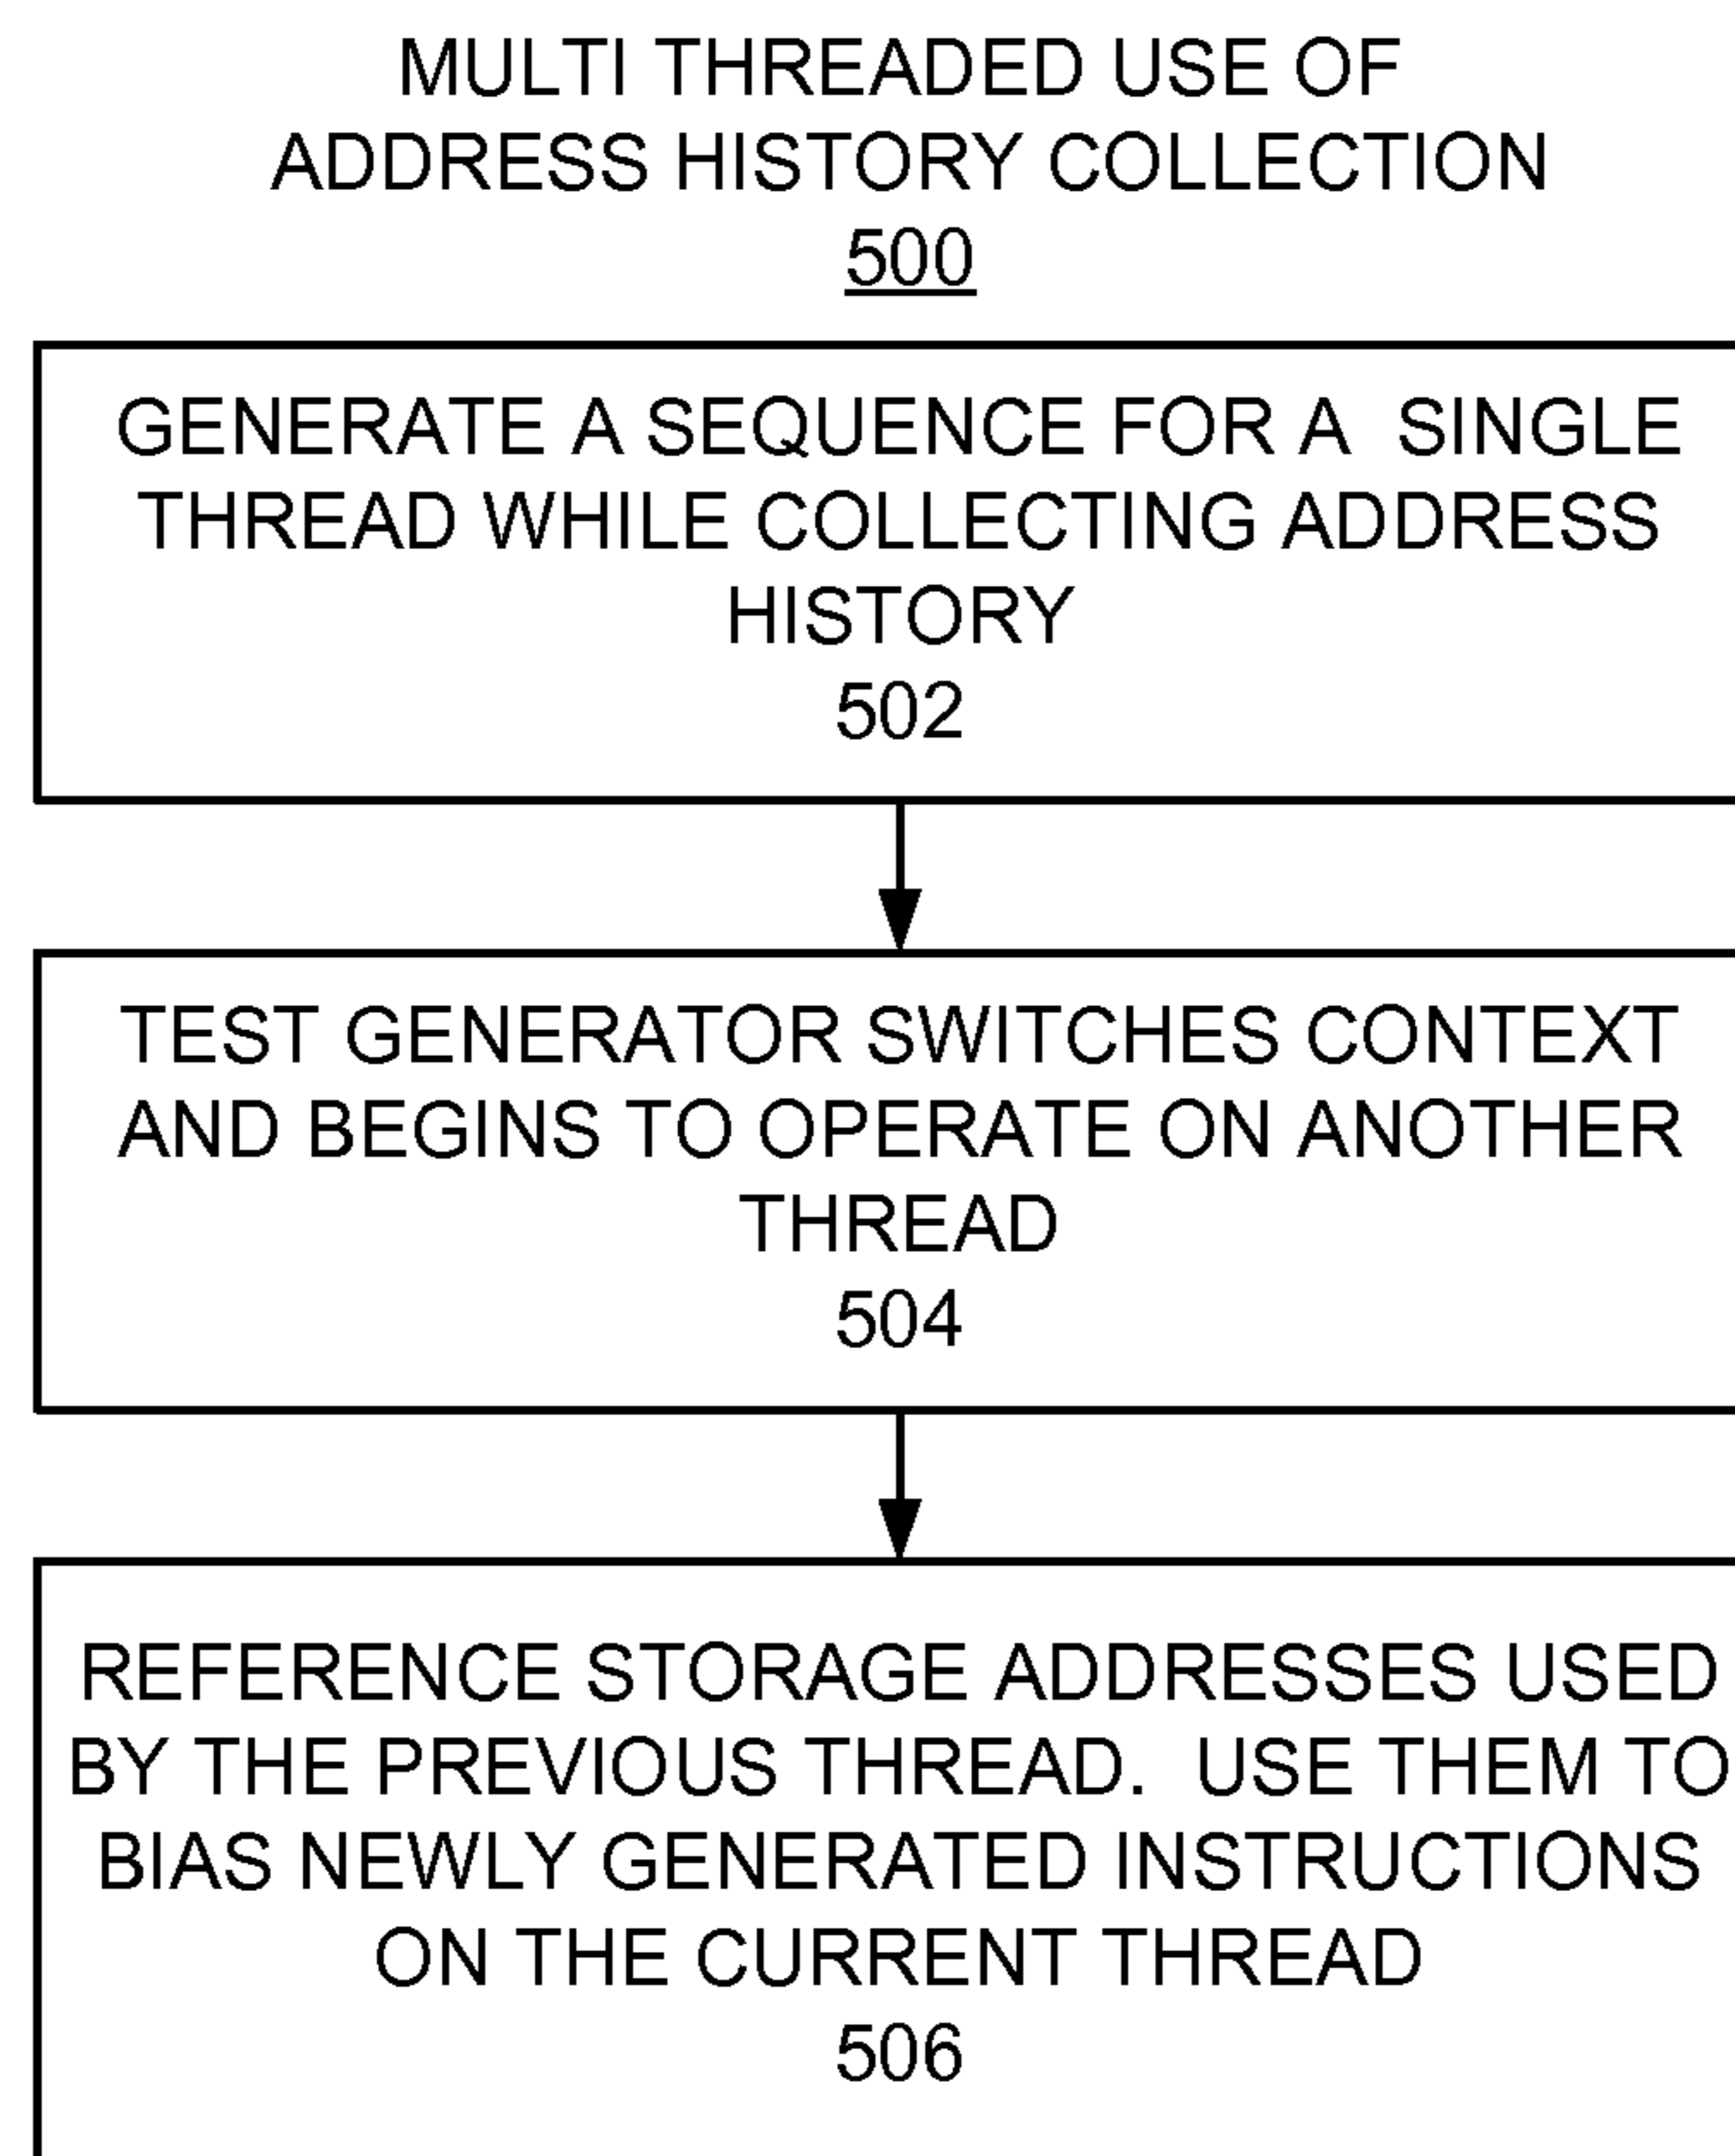 MULTI THREADED USE OF
ADDRESS HISTORY COLLECTION
500
GENERATE A SEQUENCE FOR A  SINGLE
THREAD WHILE COLLECTING ADDRESS
HISTORY
502
TEST GENERATOR SWITCHES CONTEXT
AND BEGINS TO OPERATE ON ANOTHER
THREAD
504
REFERENCE STORAGE ADDRESSES USED
BY THE PREVIOUS THREAD.  USE THEM TO
BIAS NEWLY GENERATED INSTRUCTIONS
ON THE CURRENT THREAD
506